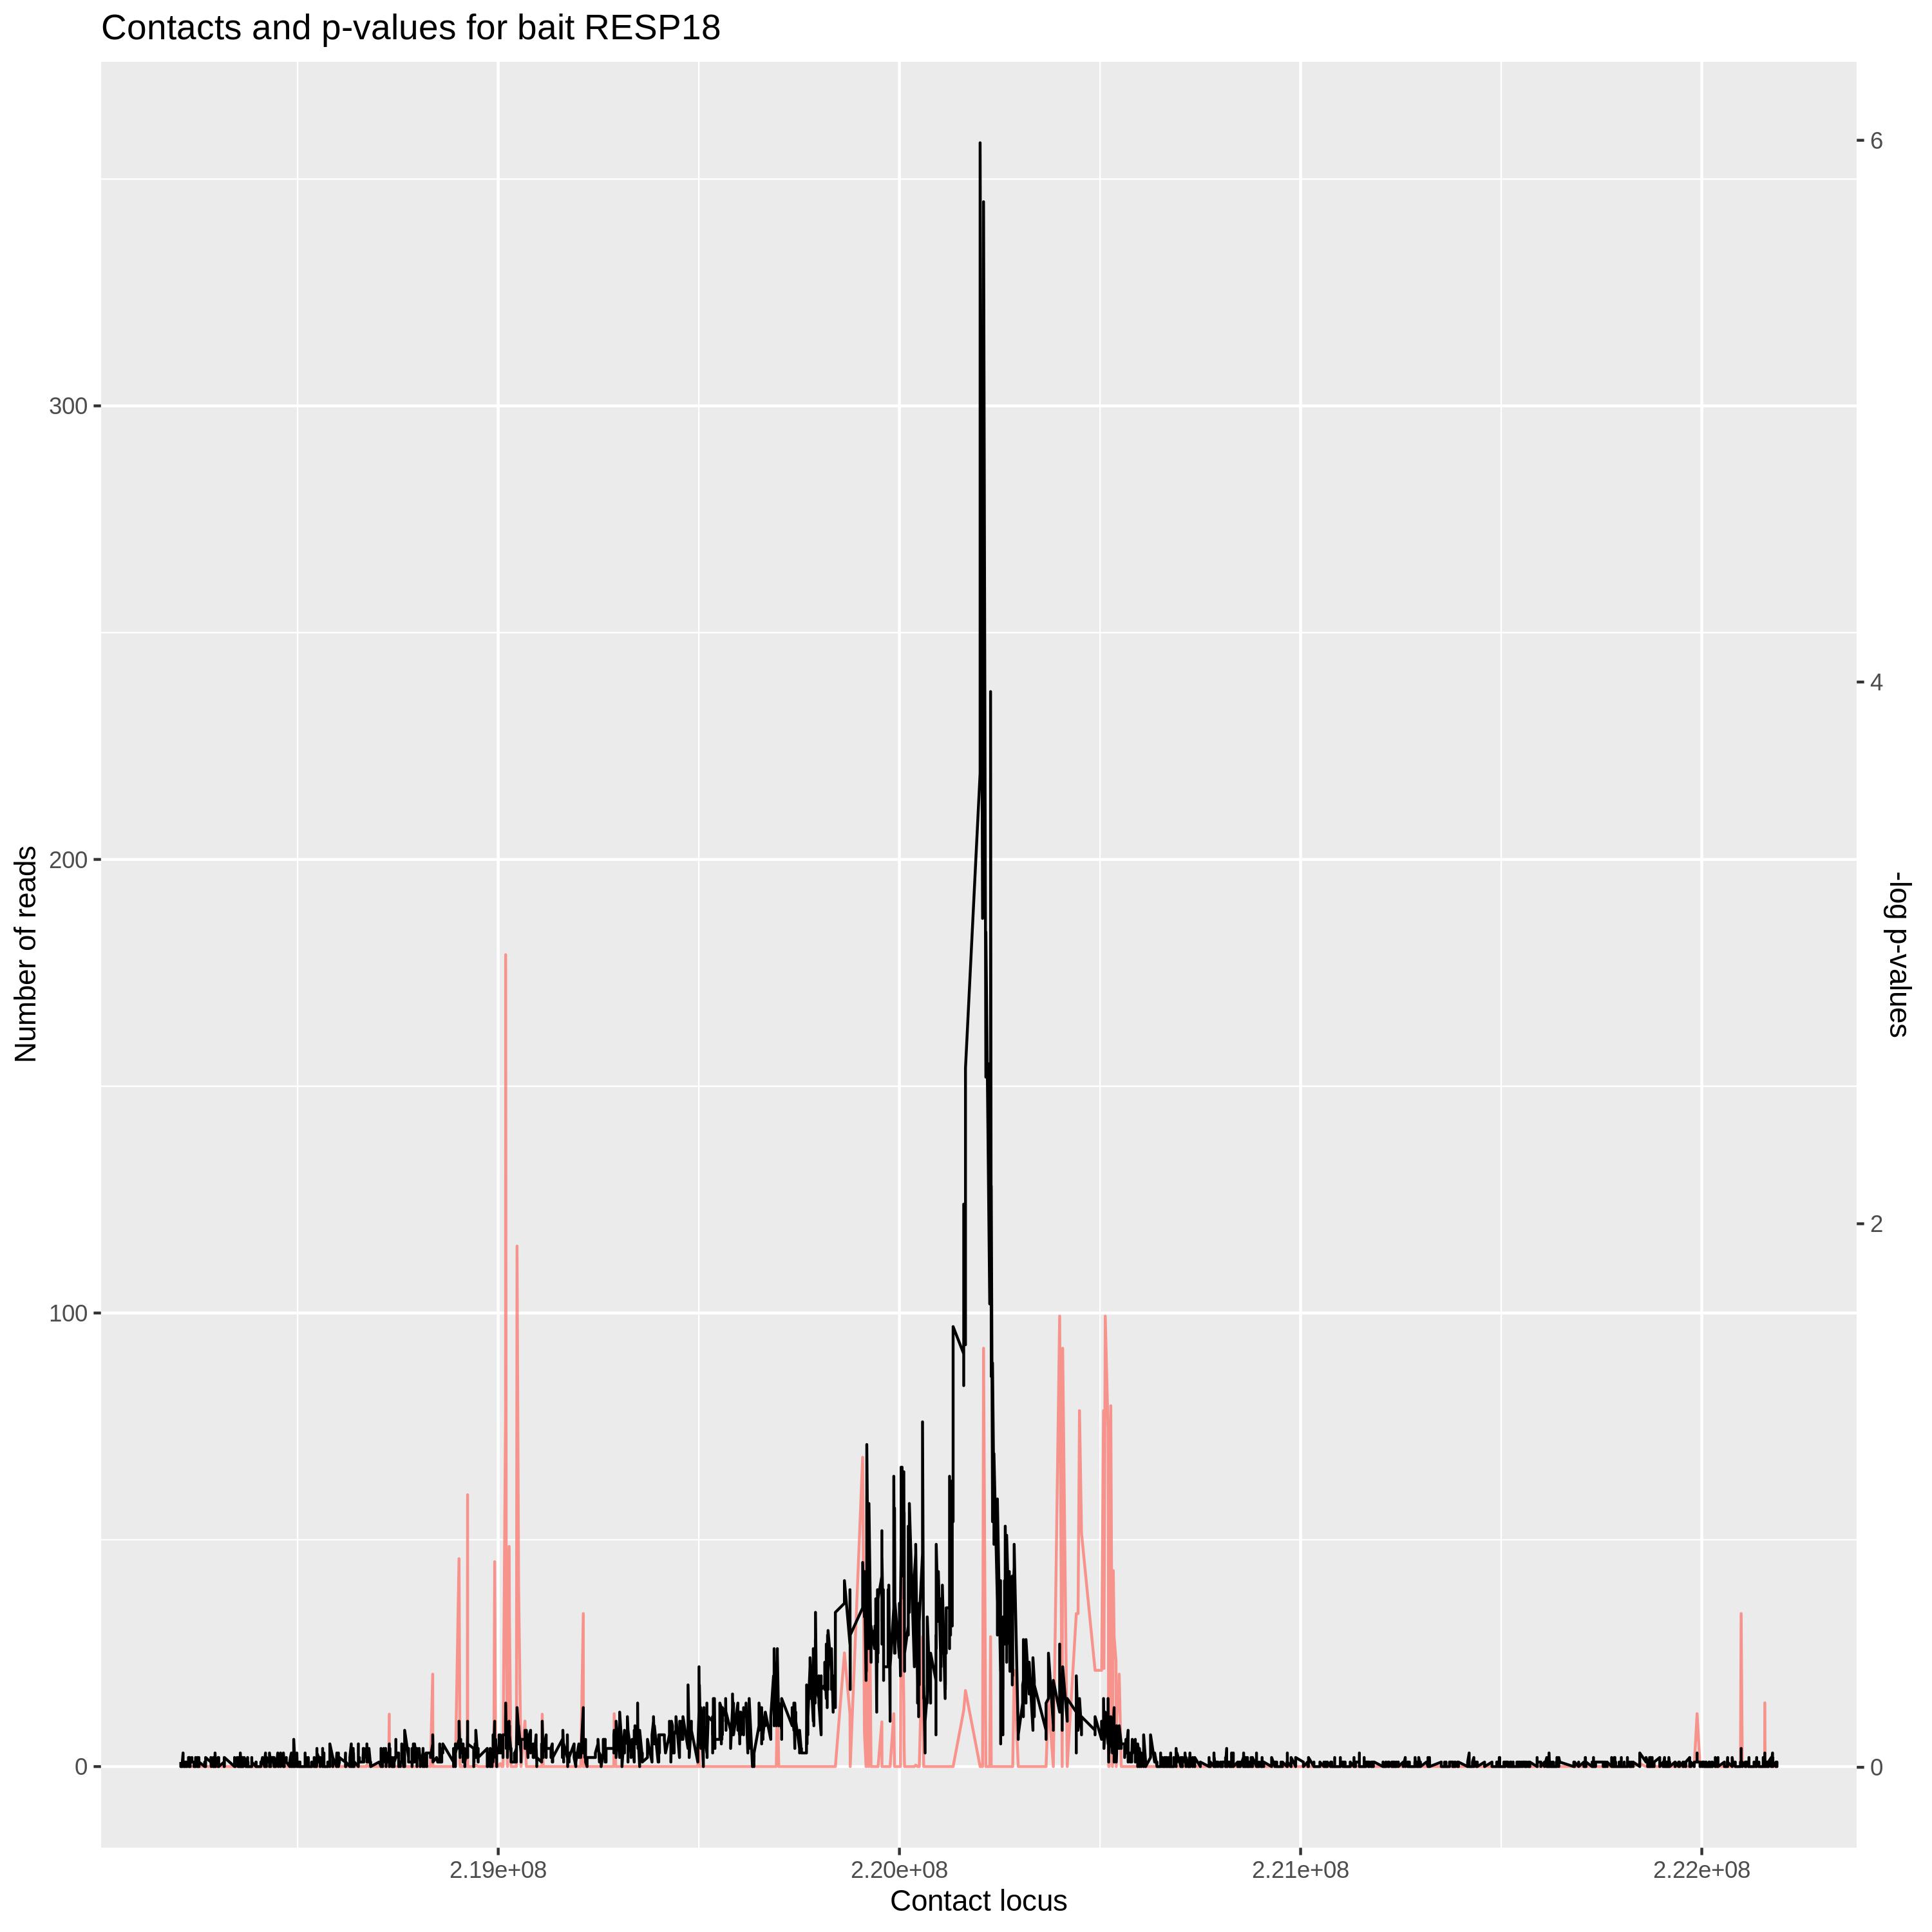 Contacts and p-values for bait RESP18
Number of reads
300
200
100
0
6
4
2
0
-log p-values
2.19e+08 2.20e+08 2.21e+08 2.22e+08
Contact locus